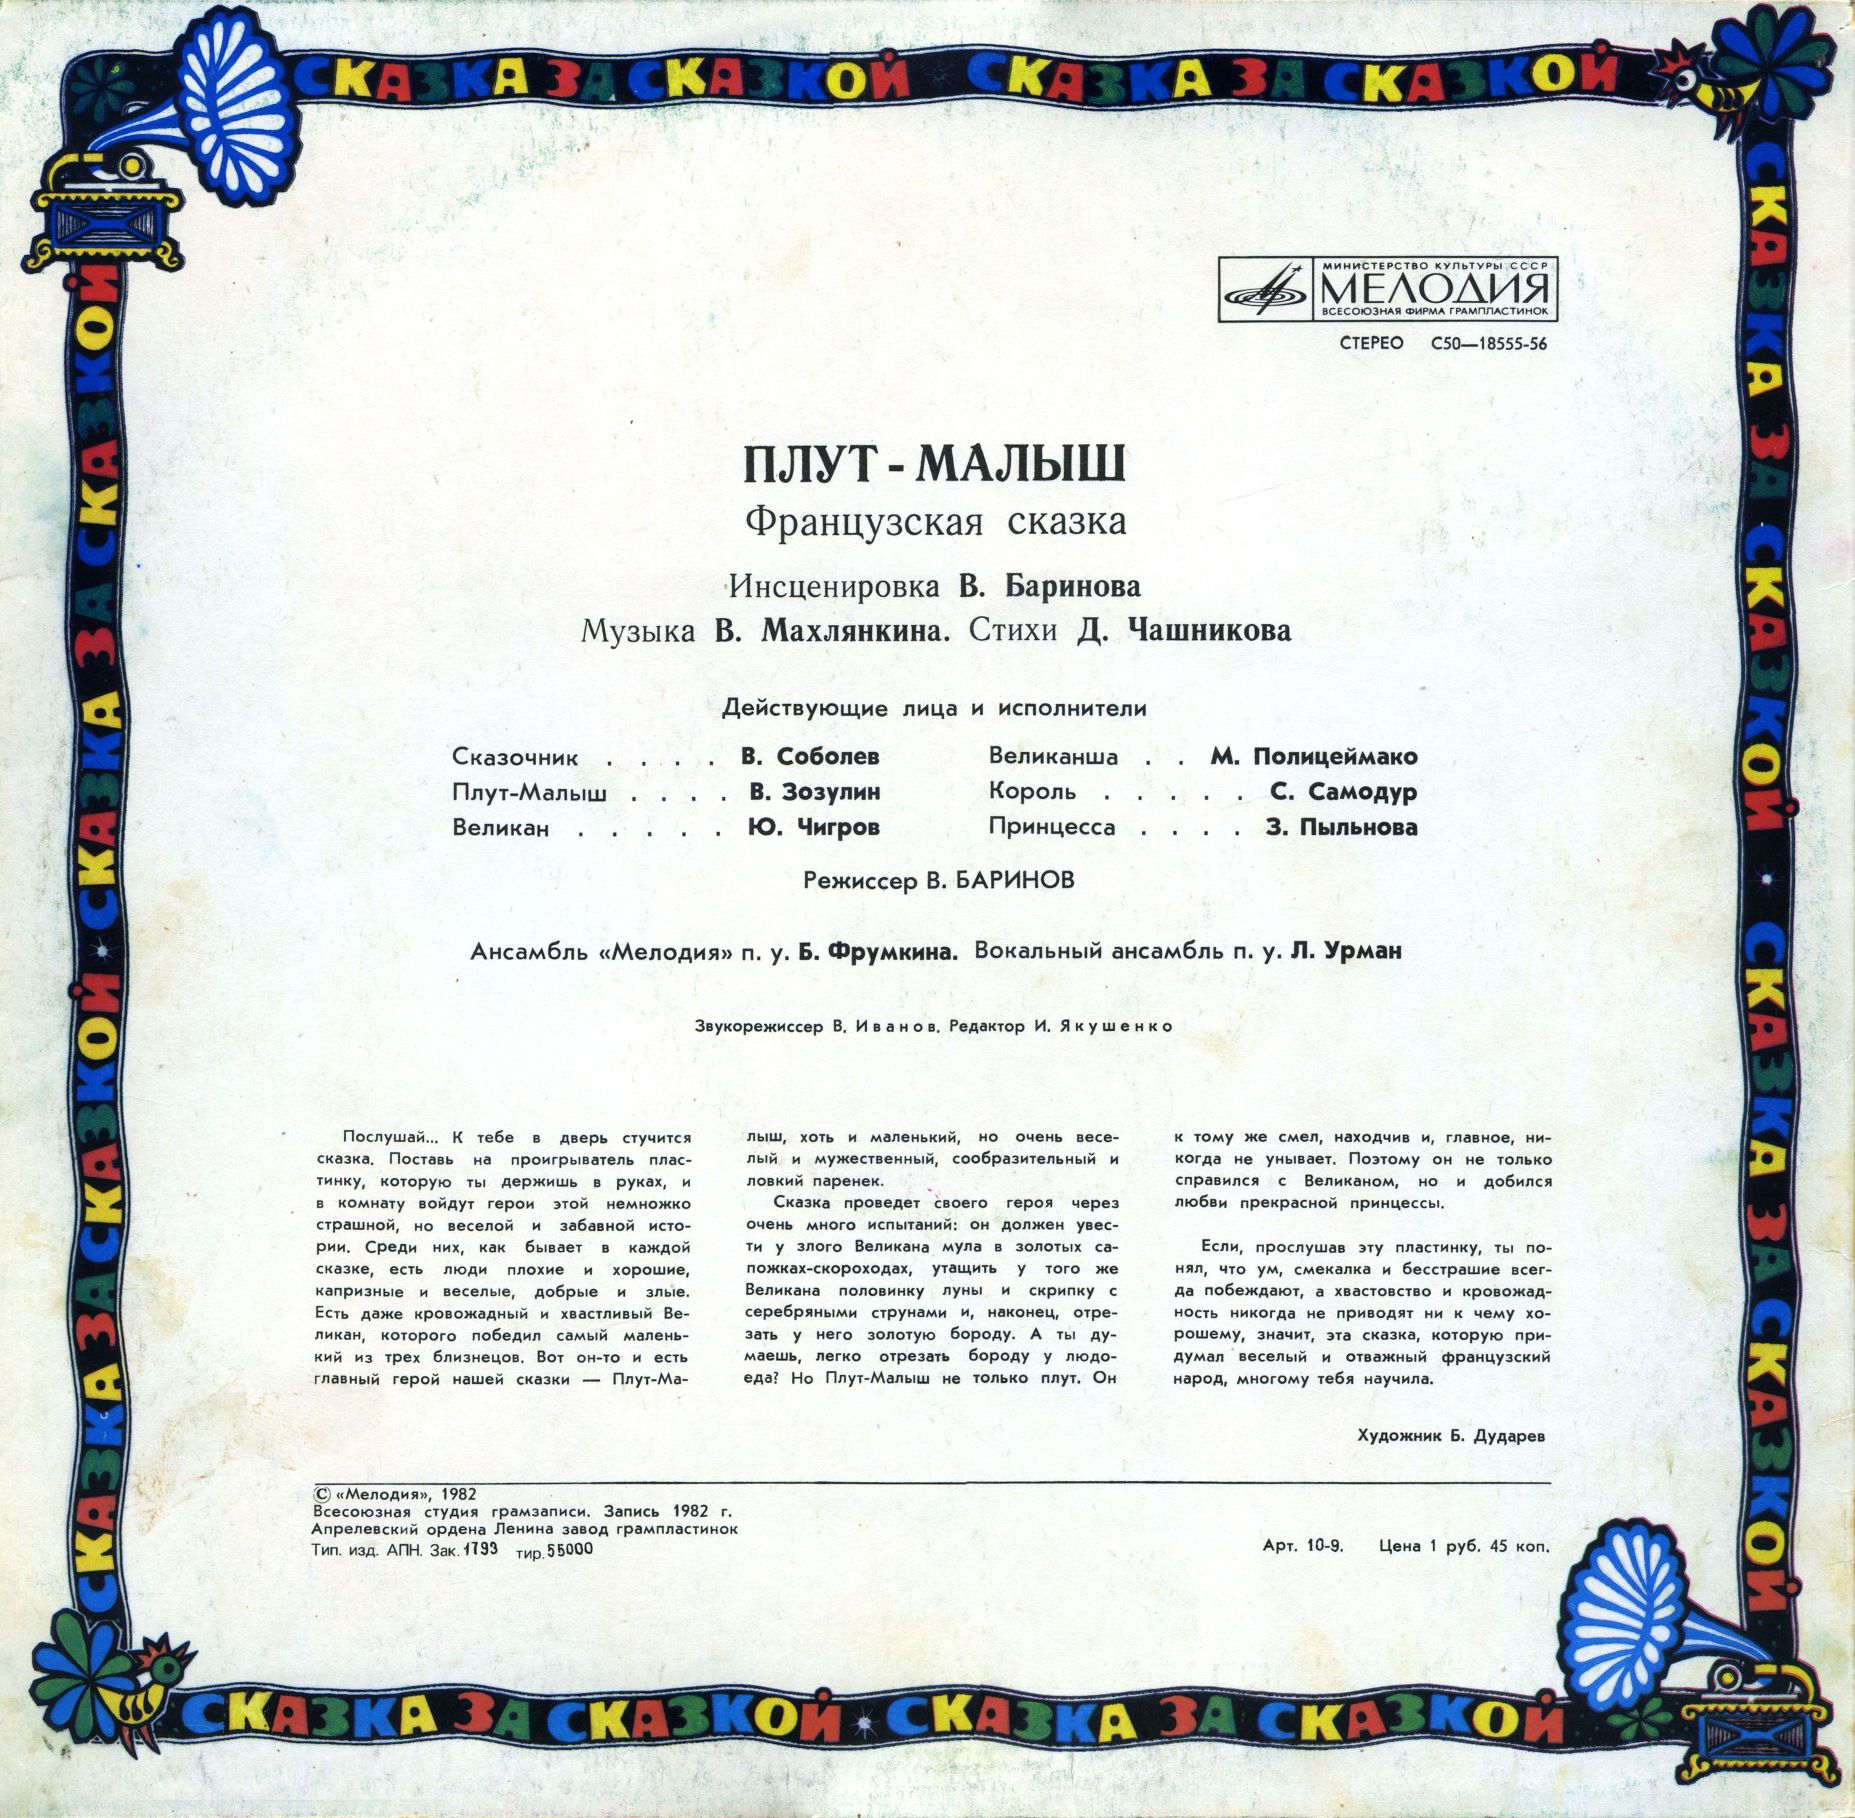 СКАЗКА ЗА СКАЗКОЙ СКАЗКА ЗА СКАЗКОЙ
СКАЗКА ЗА СКАЗКОЙ • СКАЗКА ЗА СКАЗКОЙ
СКАЗКА ЗА СКАЗКОЙ • СКАЗКА ЗА СКАЗКОЙ
МИНИСТЕРСТВО КУЛЬТУРЫ СССР
МЕЛОДИЯ
ВСЕСОЮЗНАЯ ФИРМА ГРАМПЛАСТИНОК
СТЕРЕО С50—18555-56
ПЛУТ - МАЛЫШ
Французская сказка
Инсценировка В. Баринова
Музыка В. Махлянкина. Стихи Д. Чашникова
Действующие лица и исполнители
Сказочник . . . . В. Соболев
Плут-Малыш . . . . В. Зозулин
Великан . . . . . Ю. Чигров
Великанша . . М. Полицеймако
Король . . . . . С. Самодур
Принцесса . . . . З. Пыльнова
Режиссер В. БАРИНОВ
Ансамбль «Мелодия» п. у. Б. Фрумкина. Вокальный ансамбль п. у. Л. Урман
Звукорежиссер В. Иванов. Редактор И. Якушенко
Послушай... К тебе в дверь стучится
сказка. Поставь на проигрыватель плас-
тинку, которую ты держишь в руках, и
в комнату войдут герои этой немножко
страшной, но веселой и забавной исто-
рии. Среди них, как бывает в каждой
сказке, есть люди плохие и хорошие,
капризные и веселые, добрые и злые.
Есть даже кровожадный и хвастливый Ве-
ликан, которого победил самый малень-
кий из трех близнецов. Вот он-то и есть
главный герой нашей сказки — Плут-Ма-
лыш, хоть и маленький, но очень весе-
лый и мужественный, сообразительный и
ловкий паренек.
Сказка проведет своего героя через
очень много испытаний: он должен увес-
ти у злого Великана мула в золотых са-
пожках-скороходах, утащить у того же
Великана половинку луны и скрипку с
серебряными струнами и, наконец, отре-
зать у него золотую бороду. А ты ду-
маешь, легко отрезать бороду у людо-
еда? Но Плут-Малыш не только плут. Он
к тому же смел, находчив и, главное, ни-
когда не унывает. Поэтому он не только
справился с Великаном, но и добился
любви прекрасной принцессы.
Если, прослушав эту пластинку, ты по-
нял, что ум, смекалка и бесстрашие всег-
да побеждают, а хвастовство и кровожад-
ность никогда не приводят ни к чему хо-
рошему, значит, эта сказка, которую при-
думал веселый и отважный французский
народ, многому тебя научила.
Художник Б. Дударев
© «Мелодия», 1982
Всесоюзная студия грамзаписи. Запись 1982 г.
Апрелевский ордена Ленина завод грампластинок
Тип. изд. АПН. Зак. 1793 тир. 55000
Арт. 10-9. Цена 1 руб. 45 коп.
СКАЗКА ЗА СКАЗКОЙ • СКАЗКА ЗА СКАЗКОЙ